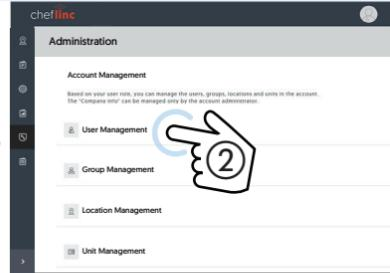 cheflinc
Administration
Account Management
Based on your user role, you can manage the users, groups, locations and units in the account.
The "Company Info" can be managed only by the account administrator.
User Management
2
Group Management
Location Management
Unit Management